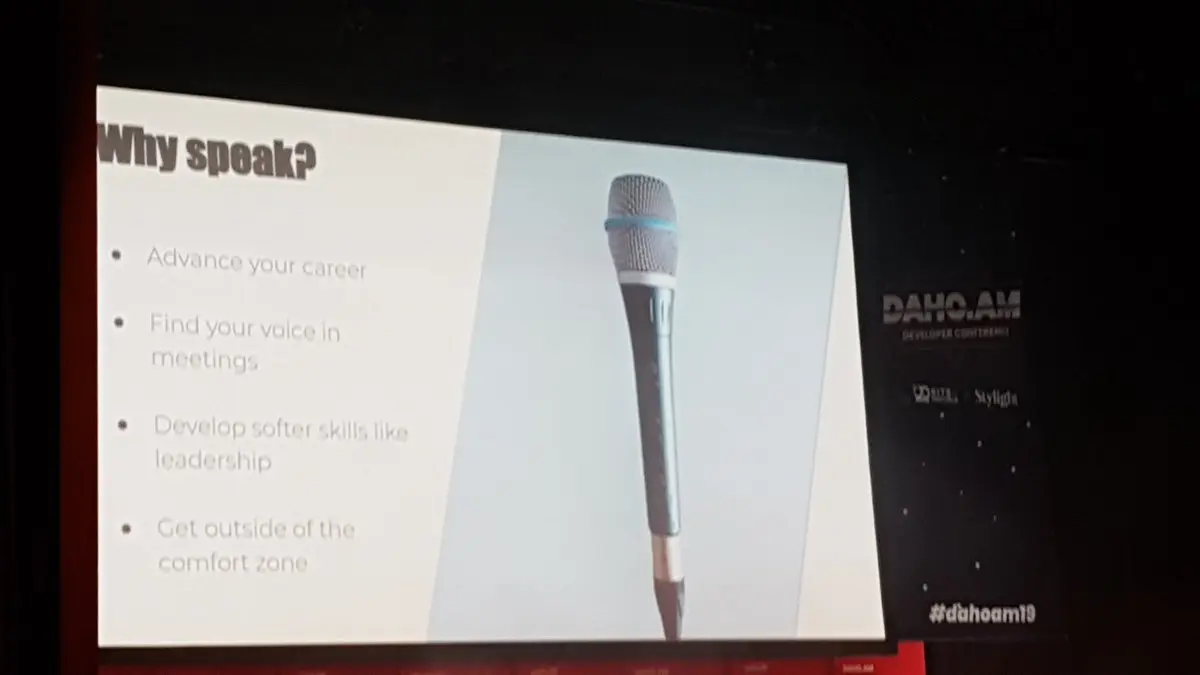 Why speak?
Advance your career
Find your voice in
meetings
Develop softer skills like
leadership
Get outside of the
comfort zone
DAHO.AM
DEVELOPER CONFERENCE
Stylight
#dahoam19